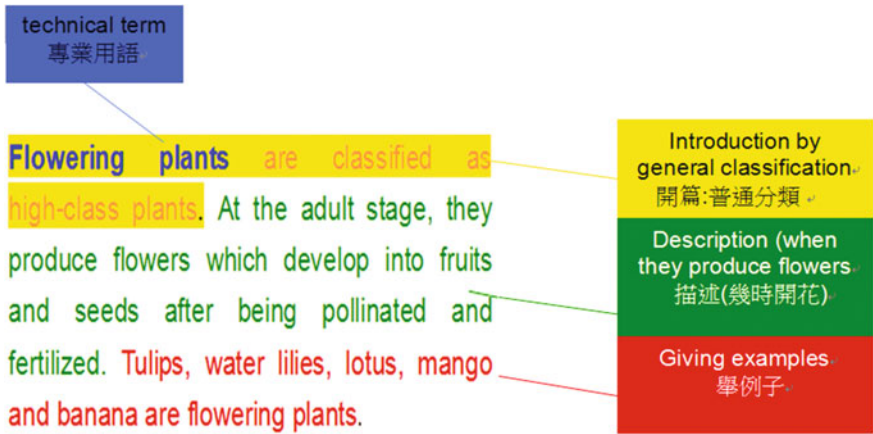 technical term
專業用語
Flowering plants are classified as
high-class plants. At the adult stage, they
produce flowers which develop into fruits
and seeds after being pollinated and
fertilized. Tulips, water lilies, lotus, mango
and banana are flowering plants.
Introduction by
general classification
開篇:普通分類
Description (when
they produce flowers
描述(幾時開花)
Giving examples
舉例子